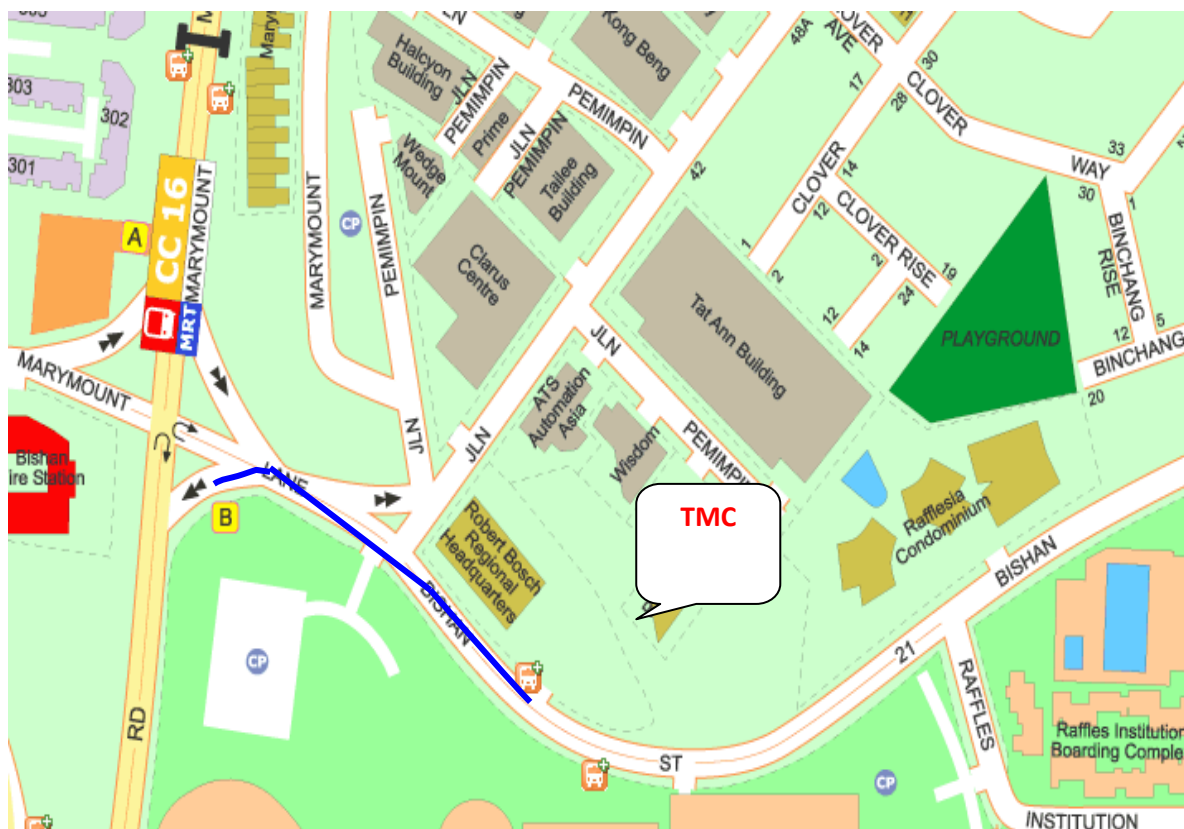 303
302
301
M
Mary
JLN
Halcyon
Building
JLN
PEMIMPIN
Prime
JLN
PEMIMPIN
Wedge
Mount
Tailee
Building
Kong Beng
PEMIMPIN
48A
CLOVER
AVE
17
30
28
CLOVER
WAY
33
30
1
BINCHANG
RISE
12
5
BINCHANG
20
42
CLOVER
14
12
1
2
CLOVER RISE
2
19
24
12
14
PLAYGROUND
A
CC 16
MARYMOUNT
MRT
MARYMOUNT
CP
PEMIMPIN
JLN
Clarus
Centre
Tat Ann Building
JLN
PEMIMPIN
ATS
Automation
Asia
Wisdom
JLN
MARYMOUNT
LANE
Bishan
ire Station
B
Robert Bosch
Regional
Headquarters
TMC
Rafflesia
Condominium
BISHAN
BISHAN
21
ST
CP
RD
CP
RAFFLES
Raffles Institution
Boarding Comple
INSTITUTION